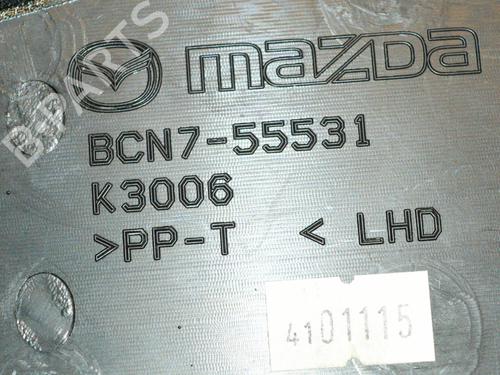 mazda
BCN7-55531
K3006
>PP-T < LHD
4101115
B-PARTS